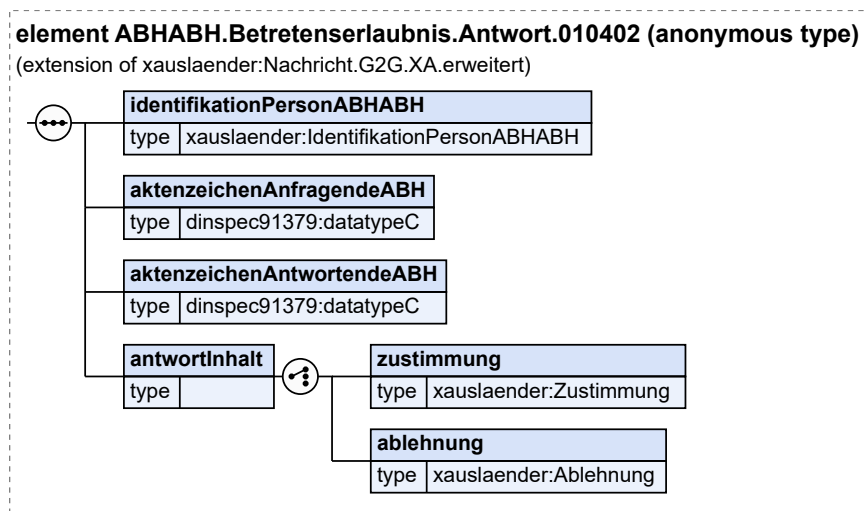 element ABHABH.Betretenserlaubnis.Antwort.010402 (anonymous type)
(extension of xauslaender:Nachricht.G2G.XA.erweitert)
identifikationPersonABHABH
type xauslaender:IdentifikationPersonABHABH
aktenzeichenAnfragendeABH
type dinspec91379:datatypeC
aktenzeichenAntwortendeABH
type dinspec91379:datatypeC
antwortInhalt
type
zustimmung
type xauslaender:Zustimmung
ablehnung
type xauslaender:Ablehnung